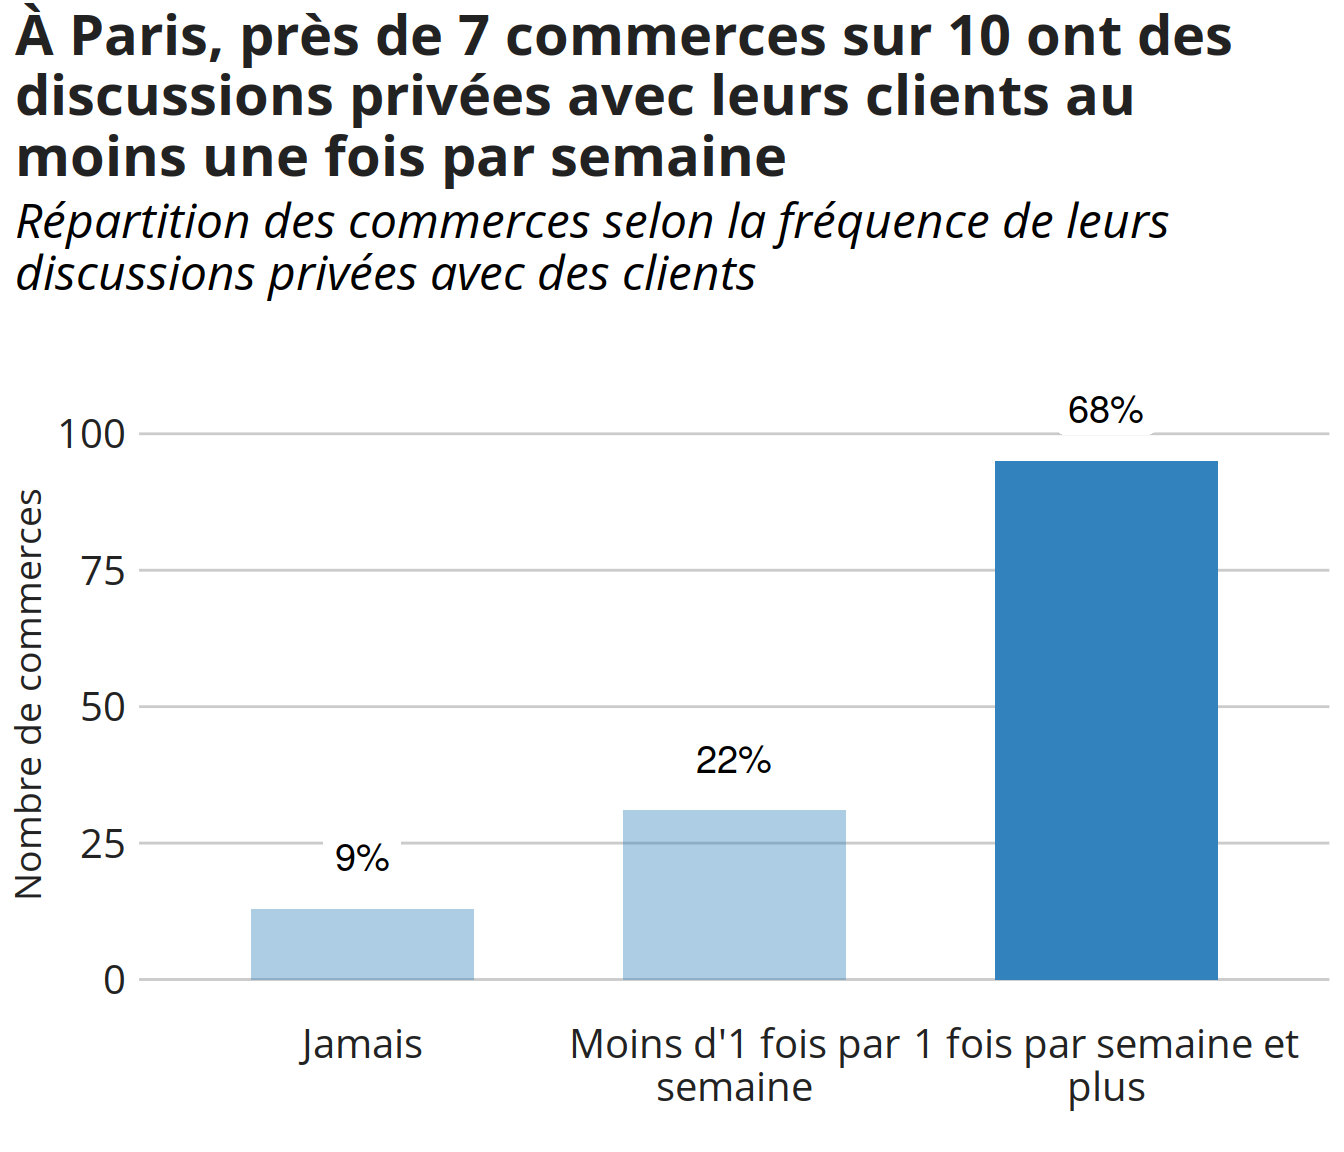 À Paris, près de 7 commerces sur 10 ont des
discussions privées avec leurs clients au
moins une fois par semaine
Répartition des commerces selon la fréquence de leurs
discussions privées avec des clients
68%
100
75
50
22%
25
9%
0
Nombre de commerces
Jamais
Moins d'1 fois par
semaine
1 fois par semaine et
plus